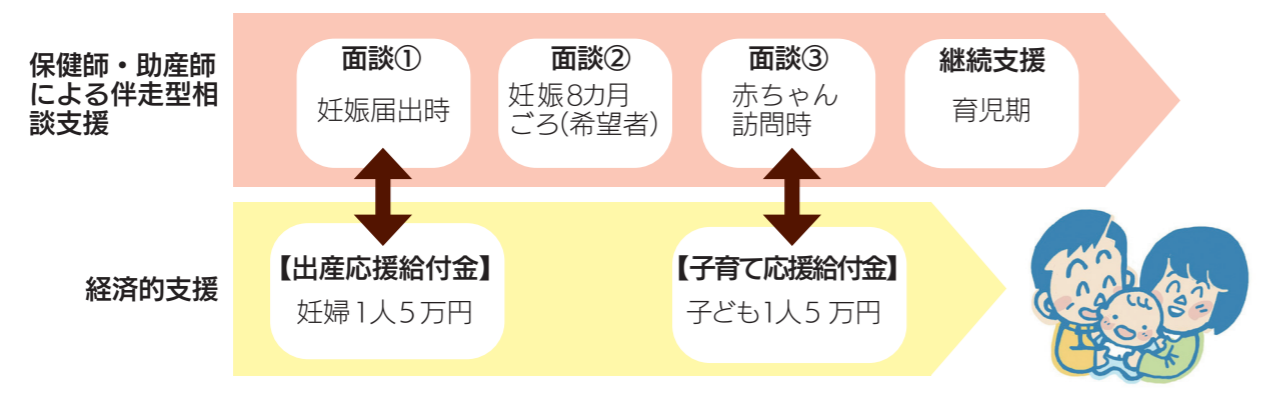 保健師・助産師
による伴走型相
談支援
面談①
妊娠届出時
面談②
妊娠8カ月
ごろ(希望者)
面談③
赤ちゃん
訪問時
継続支援
育児期
経済的支援
【出産応援給付金】
妊婦1人5万円
【子育て応援給付金】
子ども1人5万円